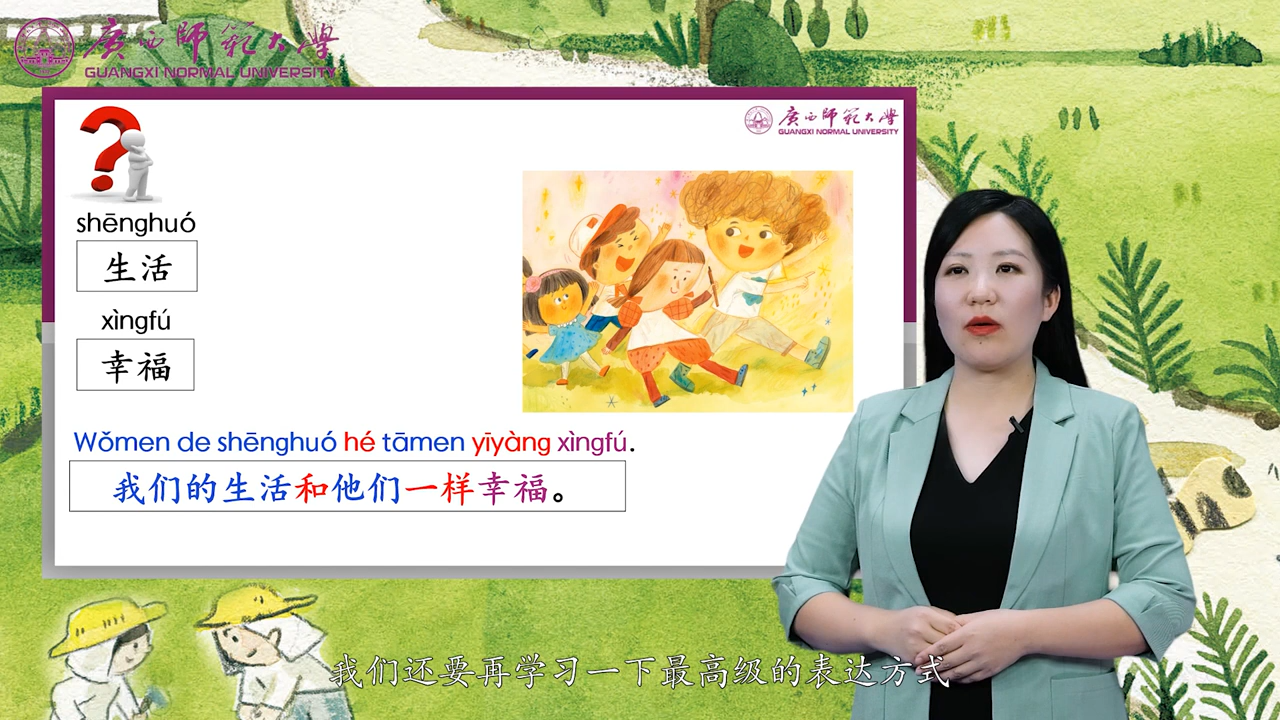 廣西師範大學
GUANGXI NORMAL UNIVERSITY
廣西師範大學
GUANGXI NORMAL UNIVERSITY
shēnghuó
生活
xìngfú
幸福
Wǒmen de shēnghuó hé tāmen yīyàng xìngfú.
我们的生活和他们一样幸福。
我们还要再学习一下最高级的表达方式